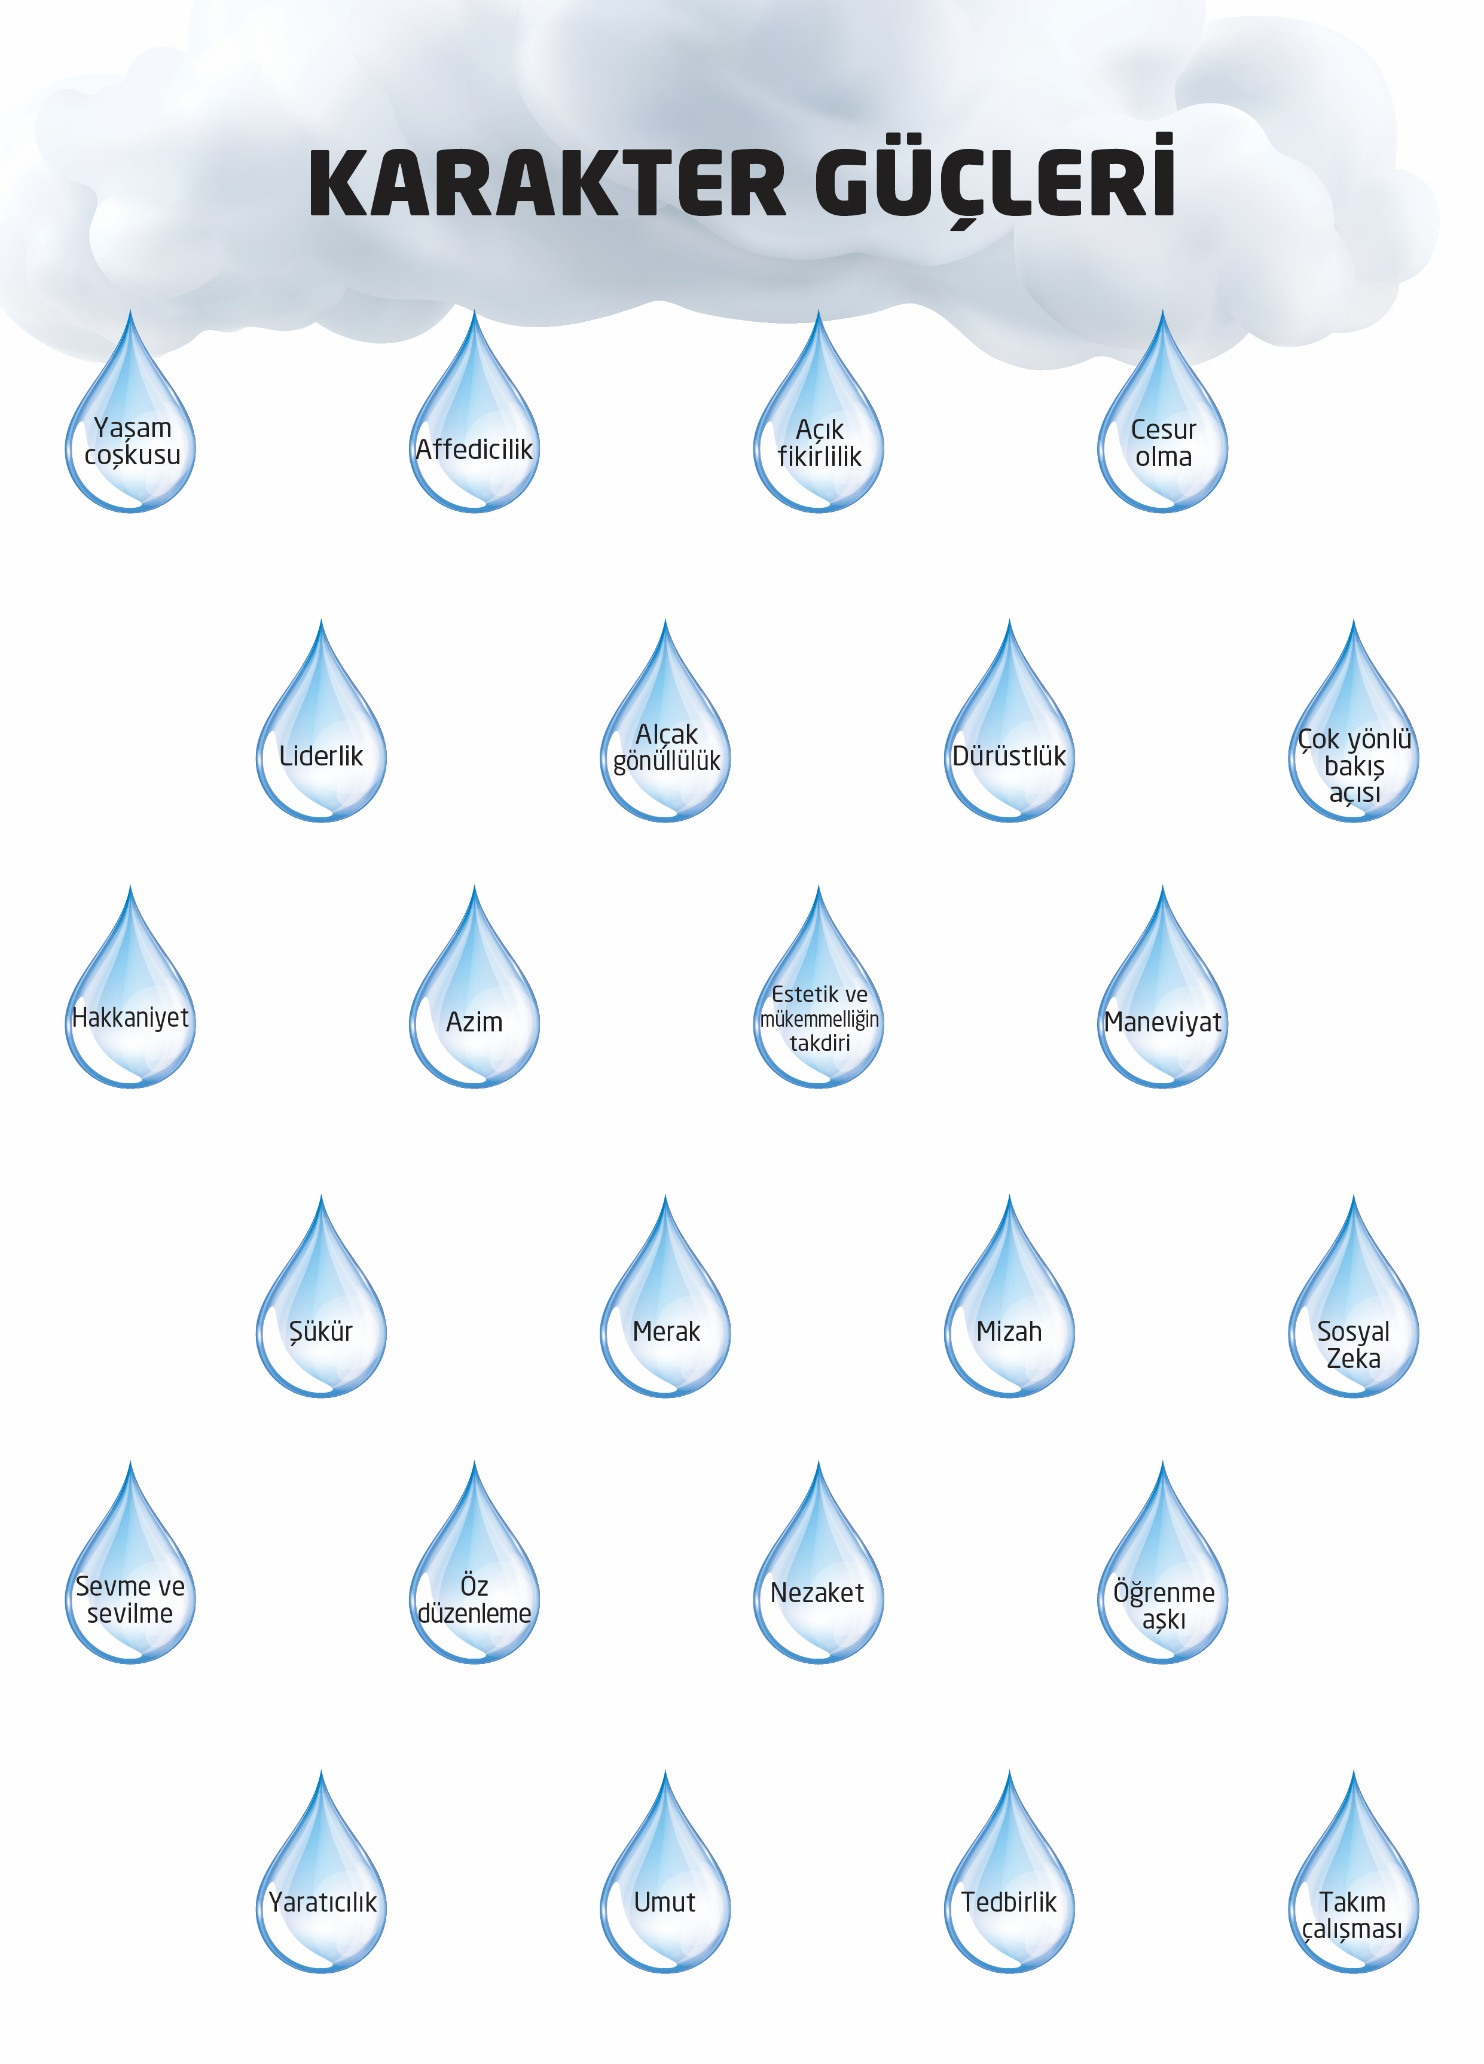 KARAKTER GÜÇLERİ
Yaşam
coşkusu
Affedicilik
Açık
fikirlilik
Cesur
olma
Liderlik
Alçak
gönüllülük
Dürüstlük
Çok yönlü
bakış
açısı
Hakkaniyet
Azim
Estetik ve
mükemmelliğin
takdiri
Maneviyat
Şükür
Merak
Mizah
Sosyal
Zeka
Sevme ve
sevilme
Öz
düzenleme
Nezaket
Öğrenme
aşkı
Yaratıcılık
Umut
Tedbirlik
Takım
çalışması